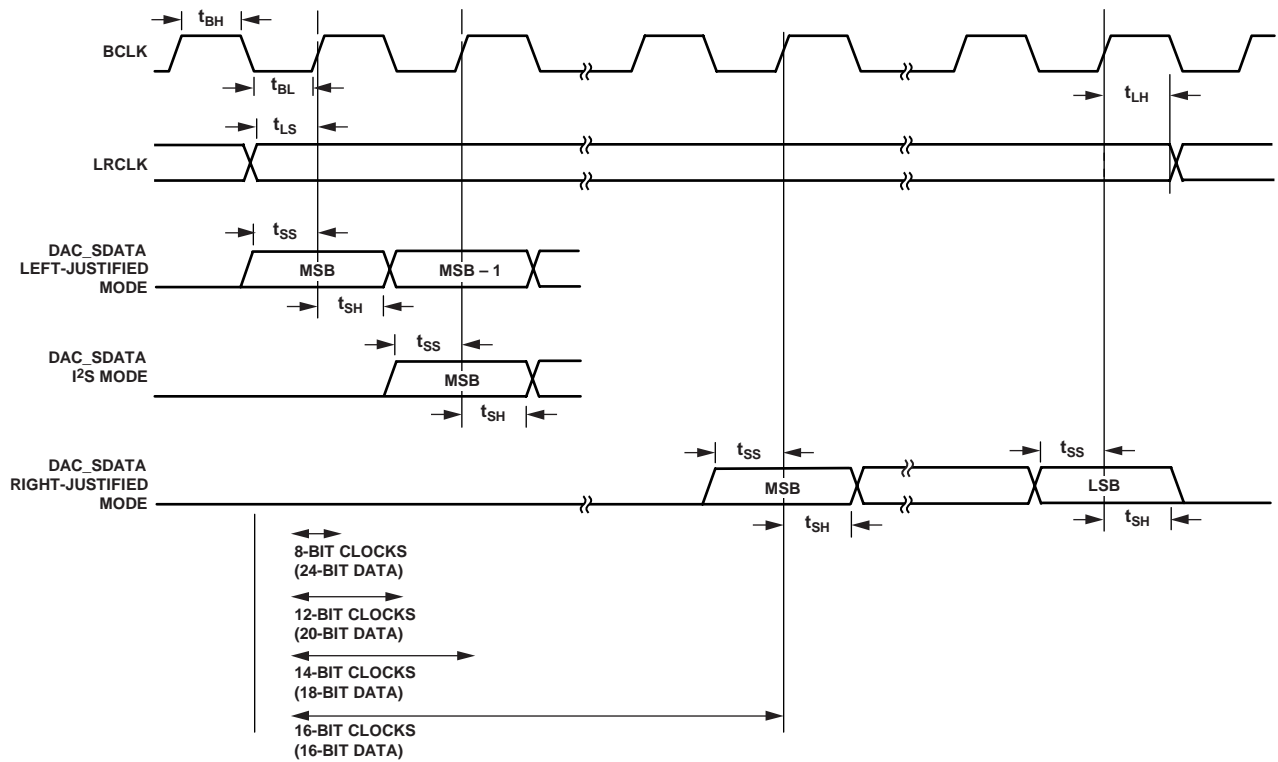 tBH
BCLK
tBL
tLH
tLS
LRCLK
tSS
DAC_SDATA
LEFT-JUSTIFIED
MODE
MSB
MSB – 1
tSH
tSS
DAC_SDATA
I2S MODE
MSB
tSH
tSS
tSS
DAC_SDATA
RIGHT-JUSTIFIED
MODE
MSB
LSB
tSH
tSH
8-BIT CLOCKS
(24-BIT DATA)
12-BIT CLOCKS
(20-BIT DATA)
14-BIT CLOCKS
(18-BIT DATA)
16-BIT CLOCKS
(16-BIT DATA)